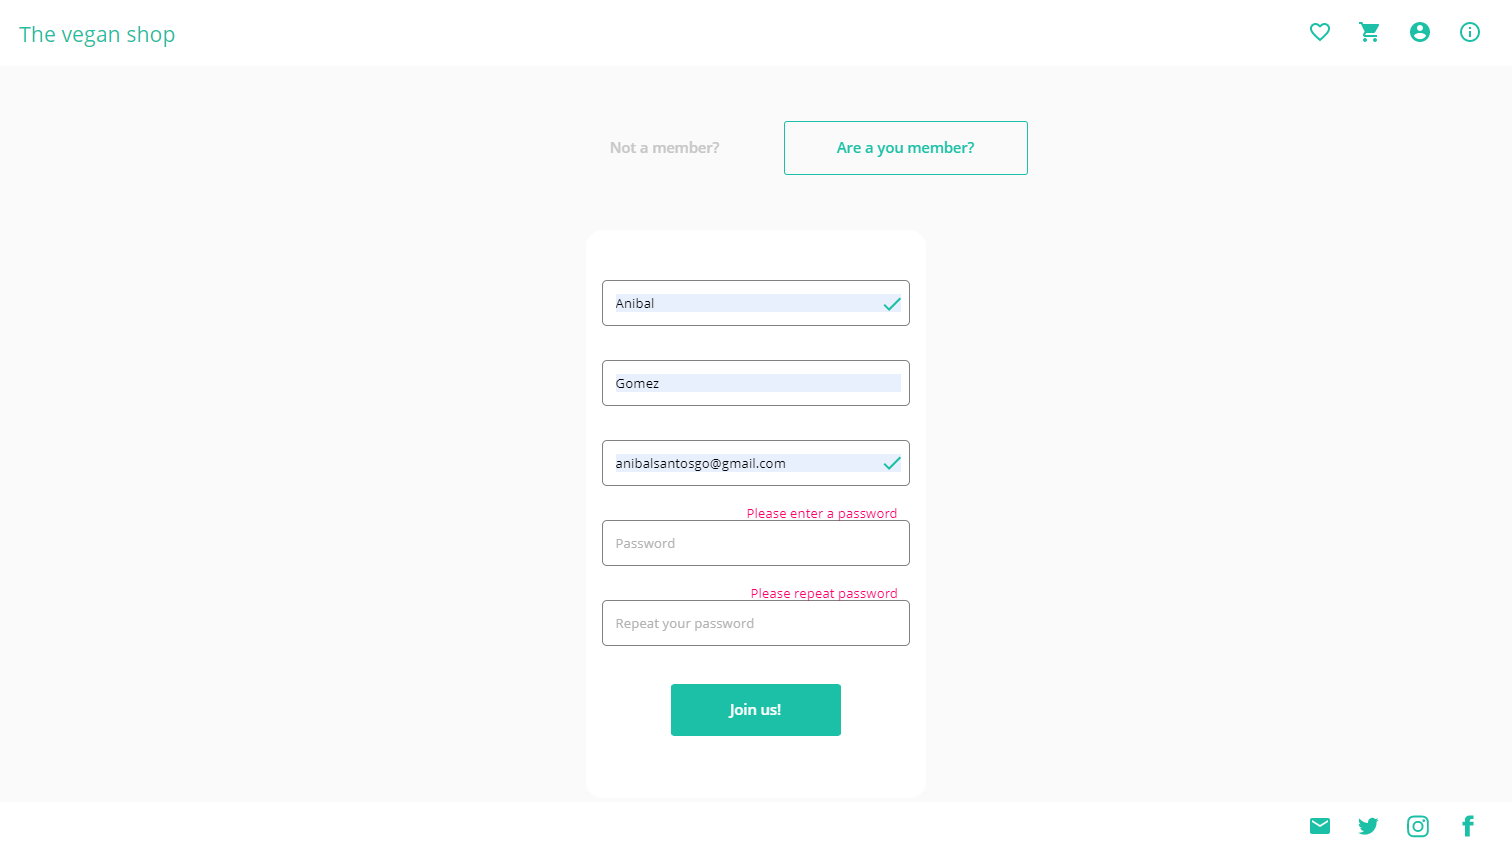 The vegan shop
Not a member?
Are a you member?
Anibal
Gomez
anibalsantosgo@gmail.com
Please enter a password
Password
Please repeat password
Repeat your password
Join us!